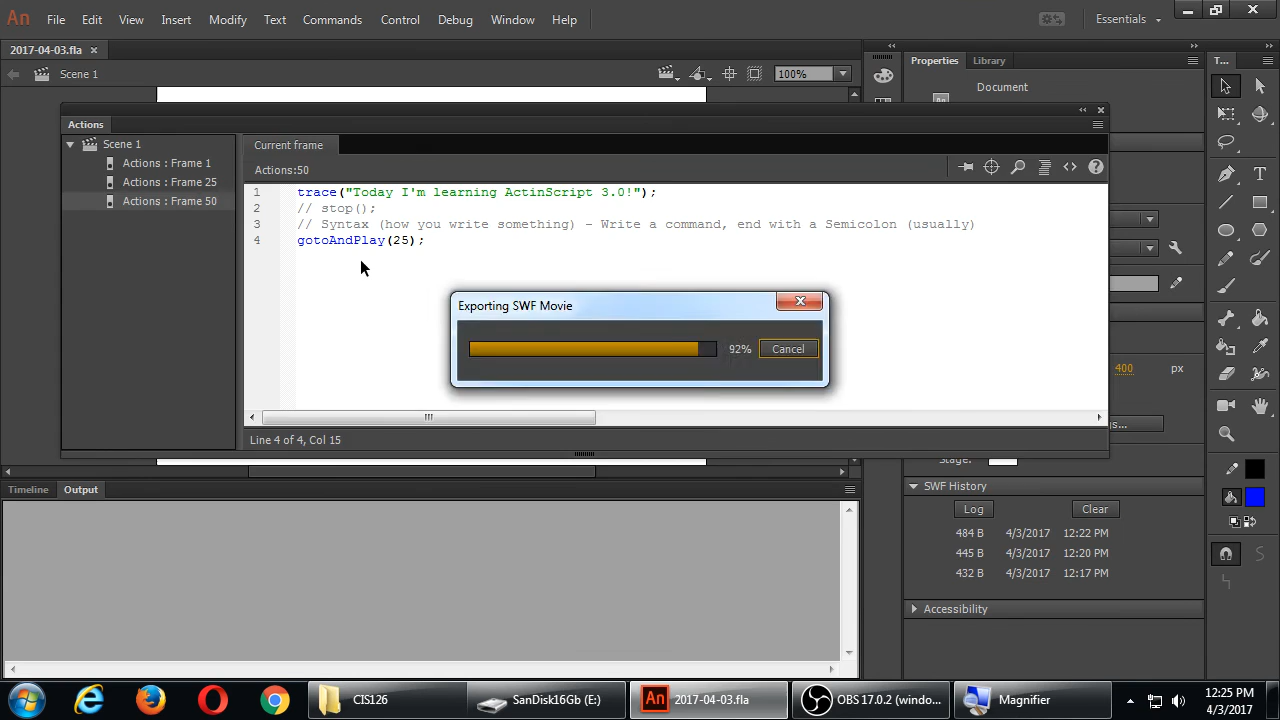 An File Edit View Insert Modify Text Commands Control Debug Window Help Essentials
2017-04-03.fla
Scene 1 100%
Properties Library T...
Document
Actions
Scene 1
Actions : Frame 1
Actions : Frame 25
Actions : Frame 50
Current frame
Actions:50
1 trace("Today I'm learning ActinScript 3.0!");
2 // stop();
3 // Syntax (how you write something) - Write a command, end with a Semicolon (usually)
4 gotoAndPlay(25);
Exporting SWF Movie
92% Cancel
400 px
s...
Line 4 of 4, Col 15
Stage:
Timeline Output
SWF History
Log Clear
484 B 4/3/2017 12:22 PM
445 B 4/3/2017 12:20 PM
432 B 4/3/2017 12:17 PM
Accessibility
CIS126 SanDisk16Gb (E:) An 2017-04-03.fla OBS 17.0.2 (windo... Magnifier
12:25 PM
4/3/2017